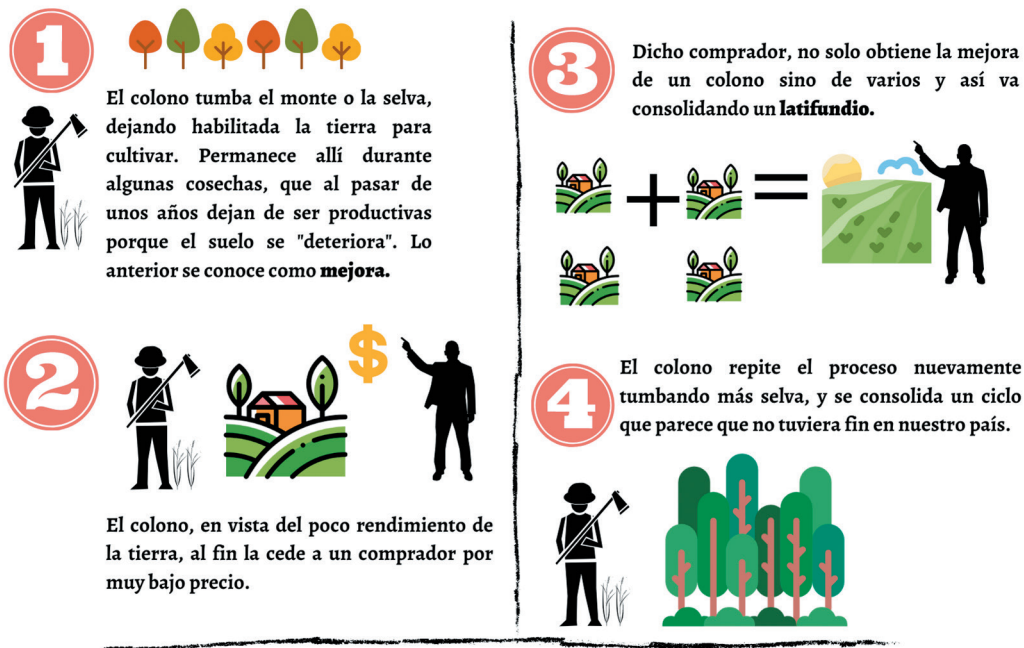 1
El colono tumba el monte o la selva,
dejando habilitada la tierra para
cultivar. Permanece allí durante
algunas cosechas, que al pasar de
unos años dejan de ser productivas
porque el suelo se "deteriora". Lo
anterior se conoce como mejora.
2
$
El colono, en vista del poco rendimiento de
la tierra, al fin la cede a un comprador por
muy bajo precio.
3
Dicho comprador, no solo obtiene la mejora
de un colono sino de varios y así va
consolidando un latifundio.
+ =
4
El colono repite el proceso nuevamente
tumbando más selva, y se consolida un ciclo
que parece que no tuviera fin en nuestro país.